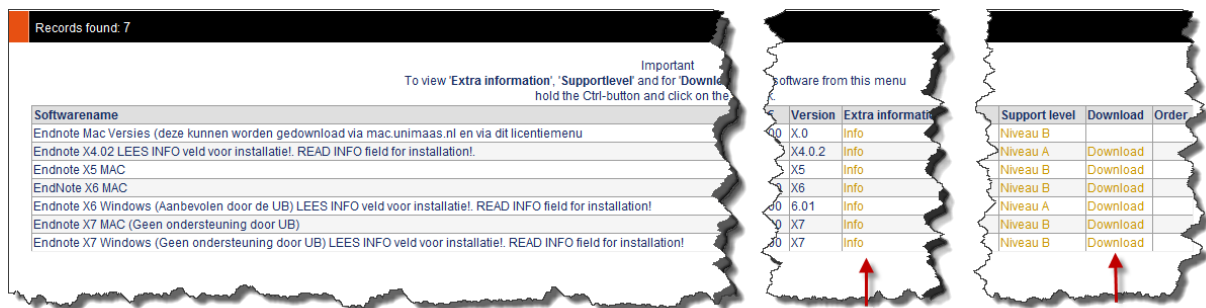 Records found: 7
Important
To view 'Extra information', 'Supportlevel' and for software from this menu
hold the Ctrl-button and click on the
Softwarename Version Extra Support level Download Order
Endnote Mac Versies (deze kunnen worden gedownload via mac.unimaas.nl en via dit licentiemenu X.0 Info Niveau B
Endnote X4.02 LEES INFO veld voor installatie!. READ INFO field for installation!. X4.0.2 Info Niveau A Download
Endnote X5 MAC X5 Info Niveau B Download
EndNote X6 MAC X6 Info Niveau B Download
Endnote X6 Windows (Aanbevolen door de UB) LEES INFO veld voor installatie!. READ INFO field for installation! 6.01 Info Niveau A Download
Endnote X7 MAC (Geen ondersteuning door UB) X7 Info Niveau B Download
Endnote X7 Windows (Geen ondersteuning door UB) LEES INFO veld voor installatie!. READ INFO field for installation! X7 Info Niveau B Download